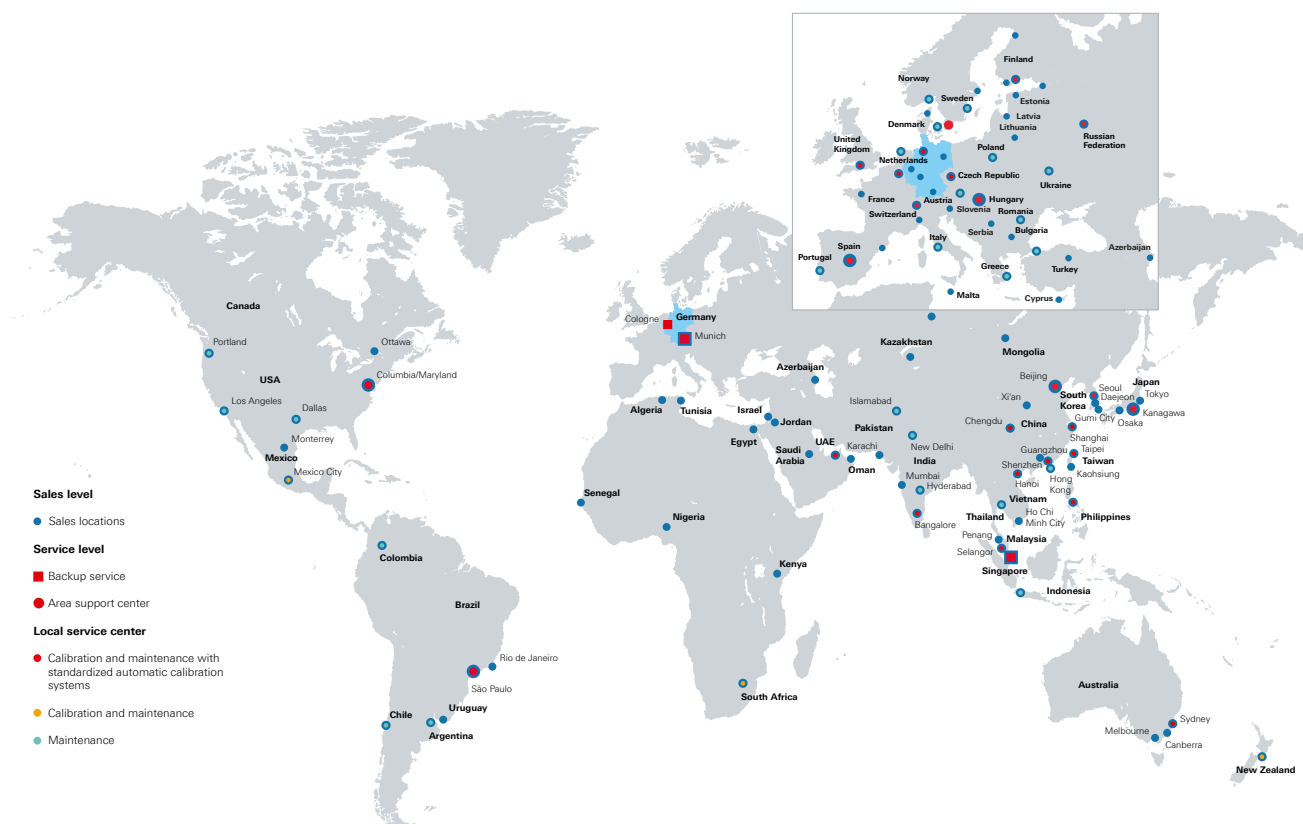 Finland
Norway
Sweden
Estonia
Latvia
Lithuania
Denmark
Russian
Federation
United
Kingdom
Poland
Netherlands
Czech Republic
Ukraine
France
Austria
Hungary
Slovenia
Switzerland
Romania
Serbia
Bulgaria
Italy
Spain
Azerbaijan
Portugal
Greece
Turkey
Malta
Cyprus
Canada
Cologne
Germany
Munich
Portland
Ottawa
Kazakhstan
Mongolia
USA
Columbia/Maryland
Azerbaijan
Beijing
Seoul
Japan
Los Angeles
Dallas
Algeria
Tunisia
Israel
Jordan
Islamabad
Xi'an
South
Korea
Daejeon
Tokyo
Kanagawa
Gumi City
Osaka
Monterrey
Mexico
Mexico City
Egypt
Saudi
Arabia
UAE
Karachi
Oman
Pakistan
New Delhi
India
Chengdu
China
Shanghai
Guangzhou
Taipei
Taiwan
Shenzhen
Kaohsiung
Hong
Kong
Hanoi
Mumbai
Hyderabad
Bangalore
Senegal
Nigeria
Kenya
Thailand
Vietnam
Ho Chi
Minh City
Philippines
Penang
Malaysia
Selangor
Singapore
Indonesia
Colombia
Brazil
Rio de Janeiro
São Paulo
Chile
Uruguay
Argentina
South Africa
Australia
Sydney
Melbourne
Canberra
New Zealand
Sales level
Sales locations
Service level
Backup service
Area support center
Local service center
Calibration and maintenance with
standardized automatic calibration
systems
Calibration and maintenance
Maintenance